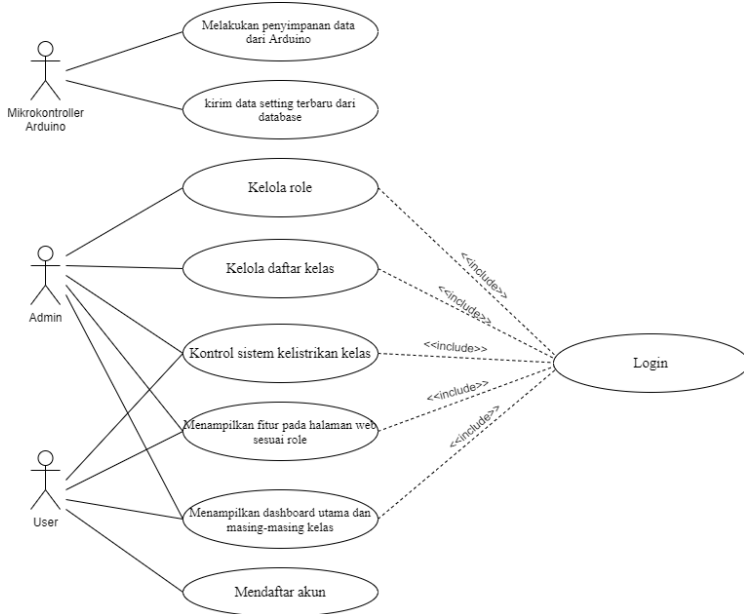 Melakukan penyimpanan data
dari Arduino
Mikrokontroller
Arduino
kirim data setting terbaru dari
database
Kelola role
<<include>>
Admin
Kelola daftar kelas
<<include>>
Kontrol sistem kelistrikan kelas
<<include>>
Login
Menampilkan fitur pada halaman web
sesuai role
<<include>>
User
Menampilkan dashboard utama dan
masing-masing kelas
<<include>>
Mendaftar akun